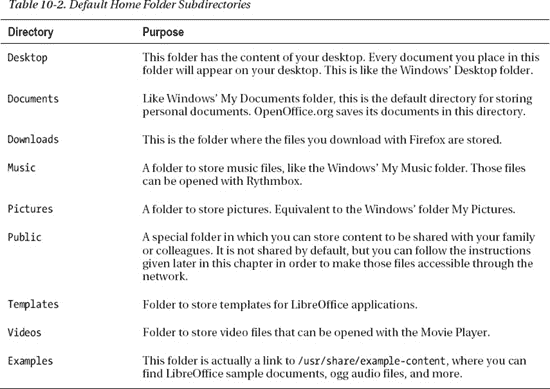 Table 10-2. Default Home Folder Subdirectories
Directory Purpose
Desktop This folder has the content of your desktop. Every document you place in this
folder will appear on your desktop. This is like the Windows' Desktop folder.
Documents Like Windows' My Documents folder, this is the default directory for storing
personal documents. OpenOffice.org saves its documents in this directory.
Downloads This is the folder where the files you download with Firefox are stored.
Music A folder to store music files, like the Windows' My Music folder. Those files
can be opened with Rythmbox.
Pictures A folder to store pictures. Equivalent to the Windows' folder My Pictures.
Public A special folder in which you can store content to be shared with your family
or colleagues. It is not shared by default, but you can follow the instructions
given later in this chapter in order to make those files accessible through the
network.
Templates Folder to store templates for LibreOffice applications.
Videos Folder to store video files that can be opened with the Movie Player.
Examples This folder is actually a link to /usr/share/example-content, where you can
find LibreOffice sample documents, ogg audio files, and more.